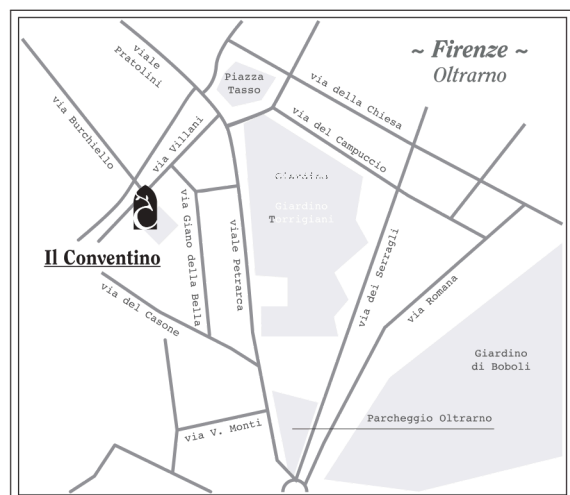 ~ Firenze ~
Oltrarno
viale
Pratolini
Piazza
Tasso
via della Chiesa
via Burchiello
via Villani
via del Campuccio
Giardino
Giardino
Torrigiani
Il Conventino
via Giano della Bella
viale Petrarca
via dei Serragli
via Romana
via del Casone
Giardino
di Boboli
Parcheggio Oltrarno
via V. Monti